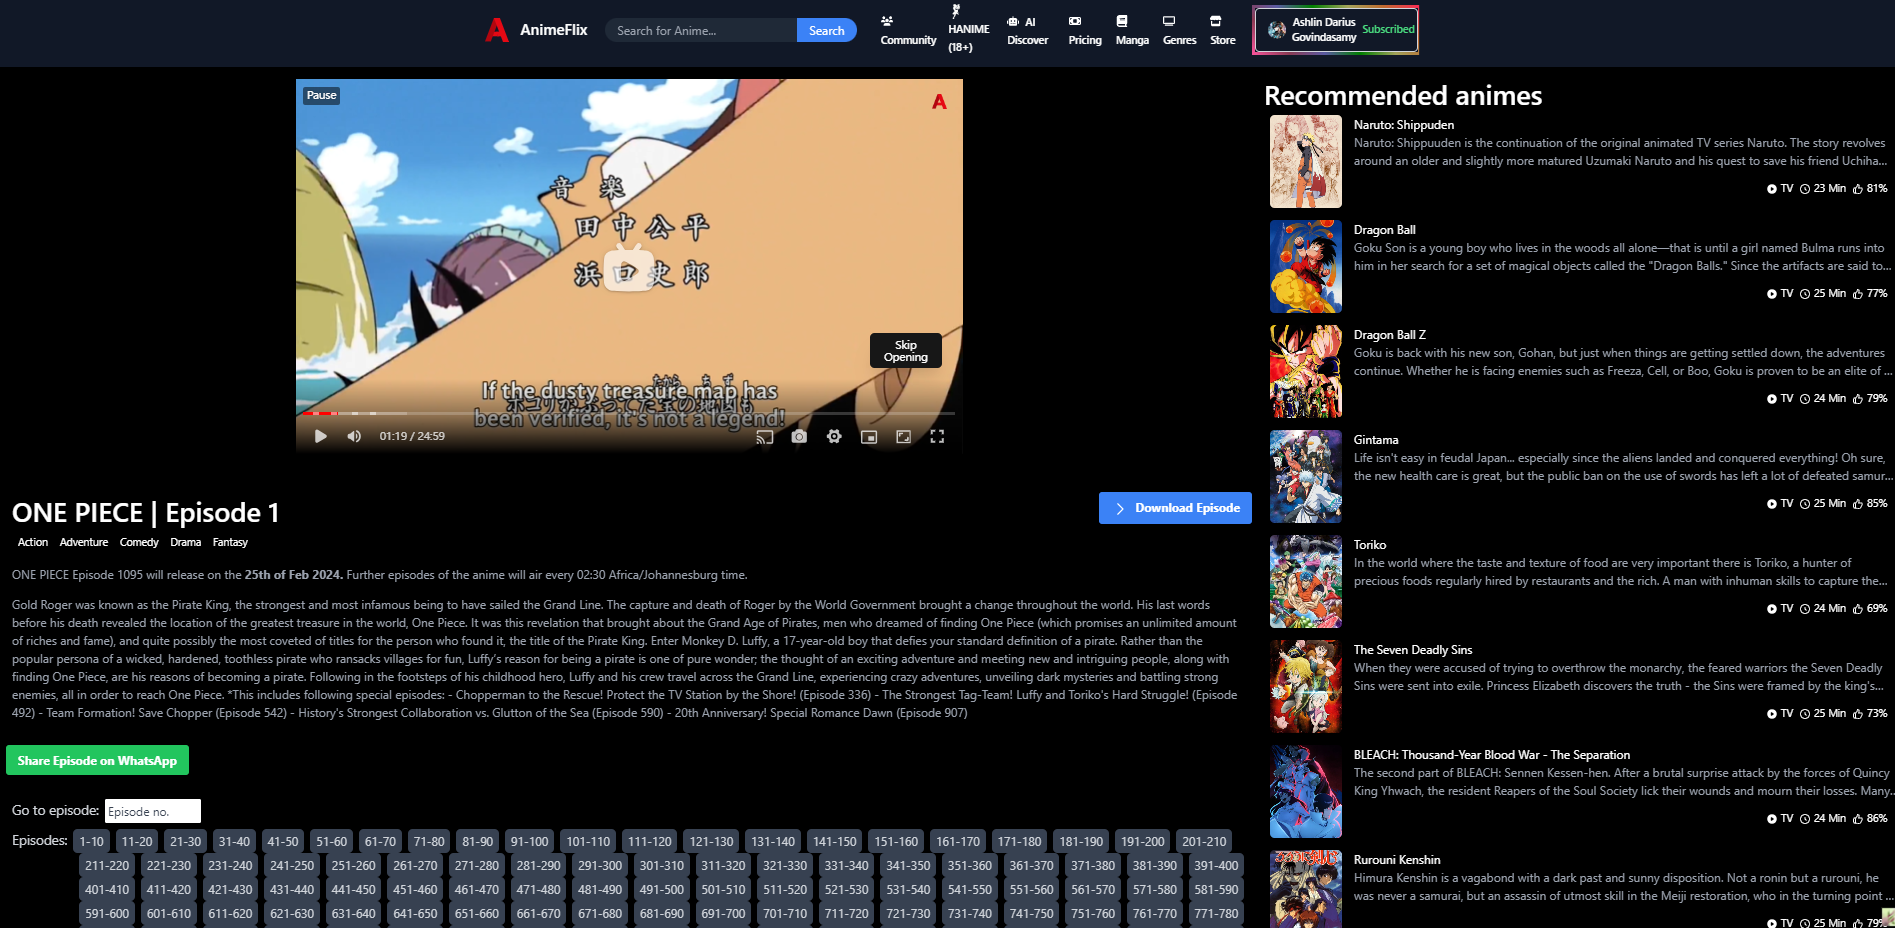 AnimeFlix
Search for Anime...
Search
Community
HANIME
(18+)
AI
Discover
Pricing
Manga
Genres
Store
Ashlin Darius
Govindasamy
Subscribed
Pause
A
音 楽
田中公平
浜口史郎
Skip
Opening
If the dusty treasure map has
been verified, it's not a legend!
01:19 / 24:59
ONE PIECE | Episode 1
Download Episode
Action Adventure Comedy Drama Fantasy
ONE PIECE Episode 1095 will release on the 25th of Feb 2024. Further episodes of the anime will air every 02:30 Africa/Johannesburg time.
Gold Roger was known as the Pirate King, the strongest and most infamous being to have sailed the Grand Line. The capture and death of Roger by the World Government brought a change throughout the world. His last words
before his death revealed the location of the greatest treasure in the world, One Piece. It was this revelation that brought about the Grand Age of Pirates, men who dreamed of finding One Piece (which promises an unlimited amount
of riches and fame), and quite possibly the most coveted of titles for the person who found it, the title of the Pirate King. Enter Monkey D. Luffy, a 17-year-old boy that defies your standard definition of a pirate. Rather than the
popular persona of a wicked, hardened, toothless pirate who ransacks villages for fun, Luffy's reason for being a pirate is one of pure wonder; the thought of an exciting adventure and meeting new and intriguing people, along with
finding One Piece, are his reasons of becoming a pirate. Following in the footsteps of his childhood hero, Luffy and his crew travel across the Grand Line, experiencing crazy adventures, unveiling dark mysteries and battling strong
enemies, all in order to reach One Piece. *This includes following special episodes: - Chopperman to the Rescue! Protect the TV Station by the Shore! (Episode 336) - The Strongest Tag-Team! Luffy and Toriko's Hard Struggle! (Episode
492) - Team Formation! Save Chopper (Episode 542) - History's Strongest Collaboration vs. Glutton of the Sea (Episode 590) - 20th Anniversary! Special Romance Dawn (Episode 907)
Share Episode on WhatsApp
Go to episode: Episode no.
Episodes: 1-10 11-20 21-30 31-40 41-50 51-60 61-70 71-80 81-90 91-100 101-110 111-120 121-130 131-140 141-150 151-160 161-170 171-180 181-190 191-200 201-210
211-220 221-230 231-240 241-250 251-260 261-270 271-280 281-290 291-300 301-310 311-320 321-330 331-340 341-350 351-360 361-370 371-380 381-390 391-400
401-410 411-420 421-430 431-440 441-450 451-460 461-470 471-480 481-490 491-500 501-510 511-520 521-530 531-540 541-550 551-560 561-570 571-580 581-590
591-600 601-610 611-620 621-630 631-640 641-650 651-660 661-670 671-680 681-690 691-700 701-710 711-720 721-730 731-740 741-750 751-760 761-770 771-780
Recommended animes
Naruto: Shippuden
Naruto: Shippuuden is the continuation of the original animated TV series Naruto. The story revolves
around an older and slightly more matured Uzumaki Naruto and his quest to save his friend Uchiha...
TV 23 Min 81%
Dragon Ball
Goku Son is a young boy who lives in the woods all alone—that is until a girl named Bulma runs into
him in her search for a set of magical objects called the "Dragon Balls." Since the artifacts are said to...
TV 25 Min 77%
Dragon Ball Z
Goku is back with his new son, Gohan, but just when things are getting settled down, the adventures
continue. Whether he is facing enemies such as Freeza, Cell, or Boo, Goku is proven to be an elite of ...
TV 24 Min 79%
Gintama
Life isn't easy in feudal Japan... especially since the aliens landed and conquered everything! Oh sure,
the new health care is great, but the public ban on the use of swords has left a lot of defeated samur...
TV 25 Min 85%
Toriko
In the world where the taste and texture of food are very important there is Toriko, a hunter of
precious foods regularly hired by restaurants and the rich. A man with inhuman skills to capture the...
TV 24 Min 69%
The Seven Deadly Sins
When they were accused of trying to overthrow the monarchy, the feared warriors the Seven Deadly
Sins were sent into exile. Princess Elizabeth discovers the truth - the Sins were framed by the king's...
TV 25 Min 73%
BLEACH: Thousand-Year Blood War - The Separation
The second part of BLEACH: Sennen Kessen-hen. After a brutal surprise attack by the forces of Quincy
King Yhwach, the resident Reapers of the Soul Society lick their wounds and mourn their losses. Many...
TV 24 Min 86%
Rurouni Kenshin
Himura Kenshin is a vagabond with a dark past and sunny disposition. Not a ronin but a rurouni, he
was never a samurai, but an assassin of utmost skill in the Meiji restoration, who in the turning point ...
TV 25 Min 79%